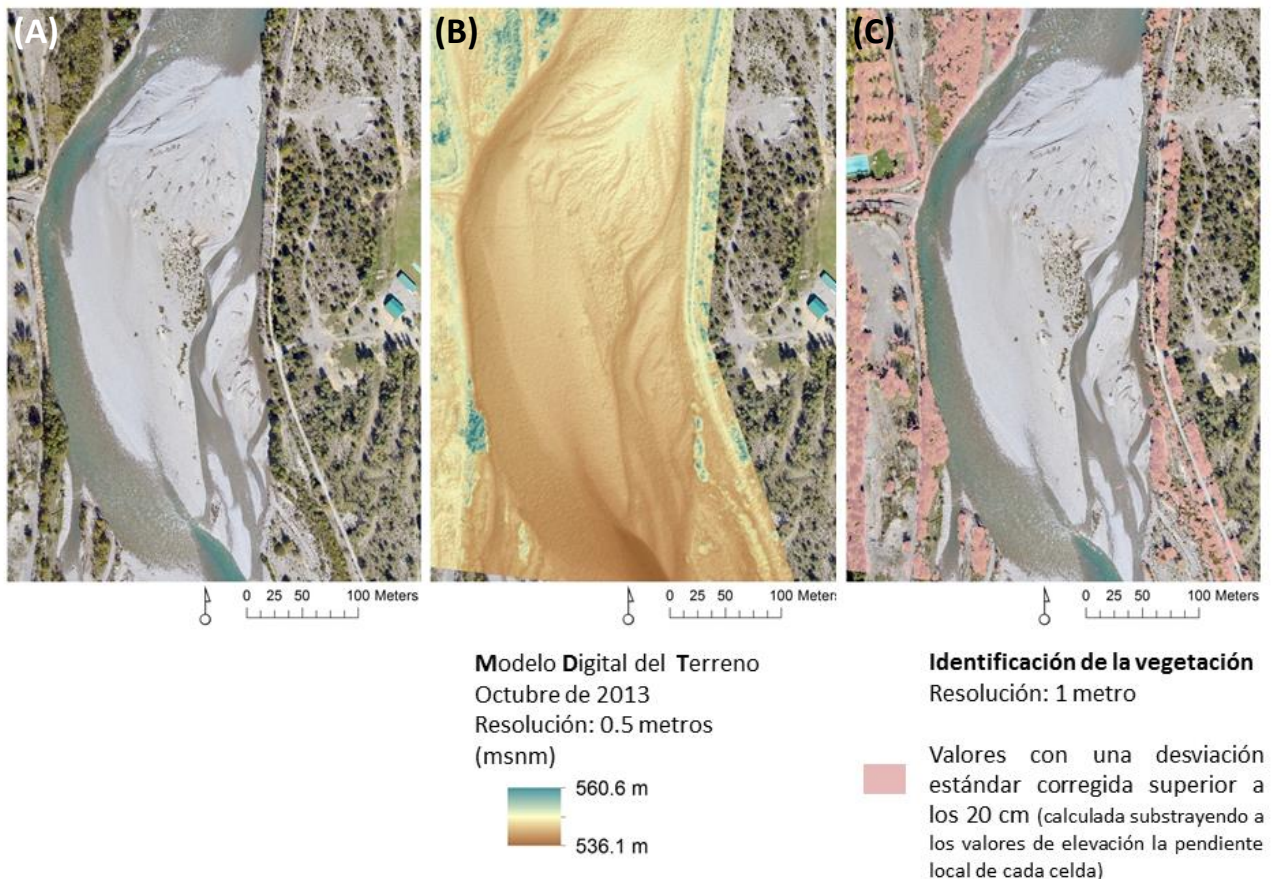 (A)
(B)
(C)
0 25 50 100 Meters
0 25 50 100 Meters
0 25 50 100 Meters
Modelo Digital del Terreno
Octubre de 2013
Resolución: 0.5 metros
(msnm)
560.6 m
536.1 m
Identificación de la vegetación
Resolución: 1 metro
Valores con una desviación
estándar corregida superior a
los 20 cm (calculada substrayendo a
los valores de elevación la pendiente
local de cada celda)